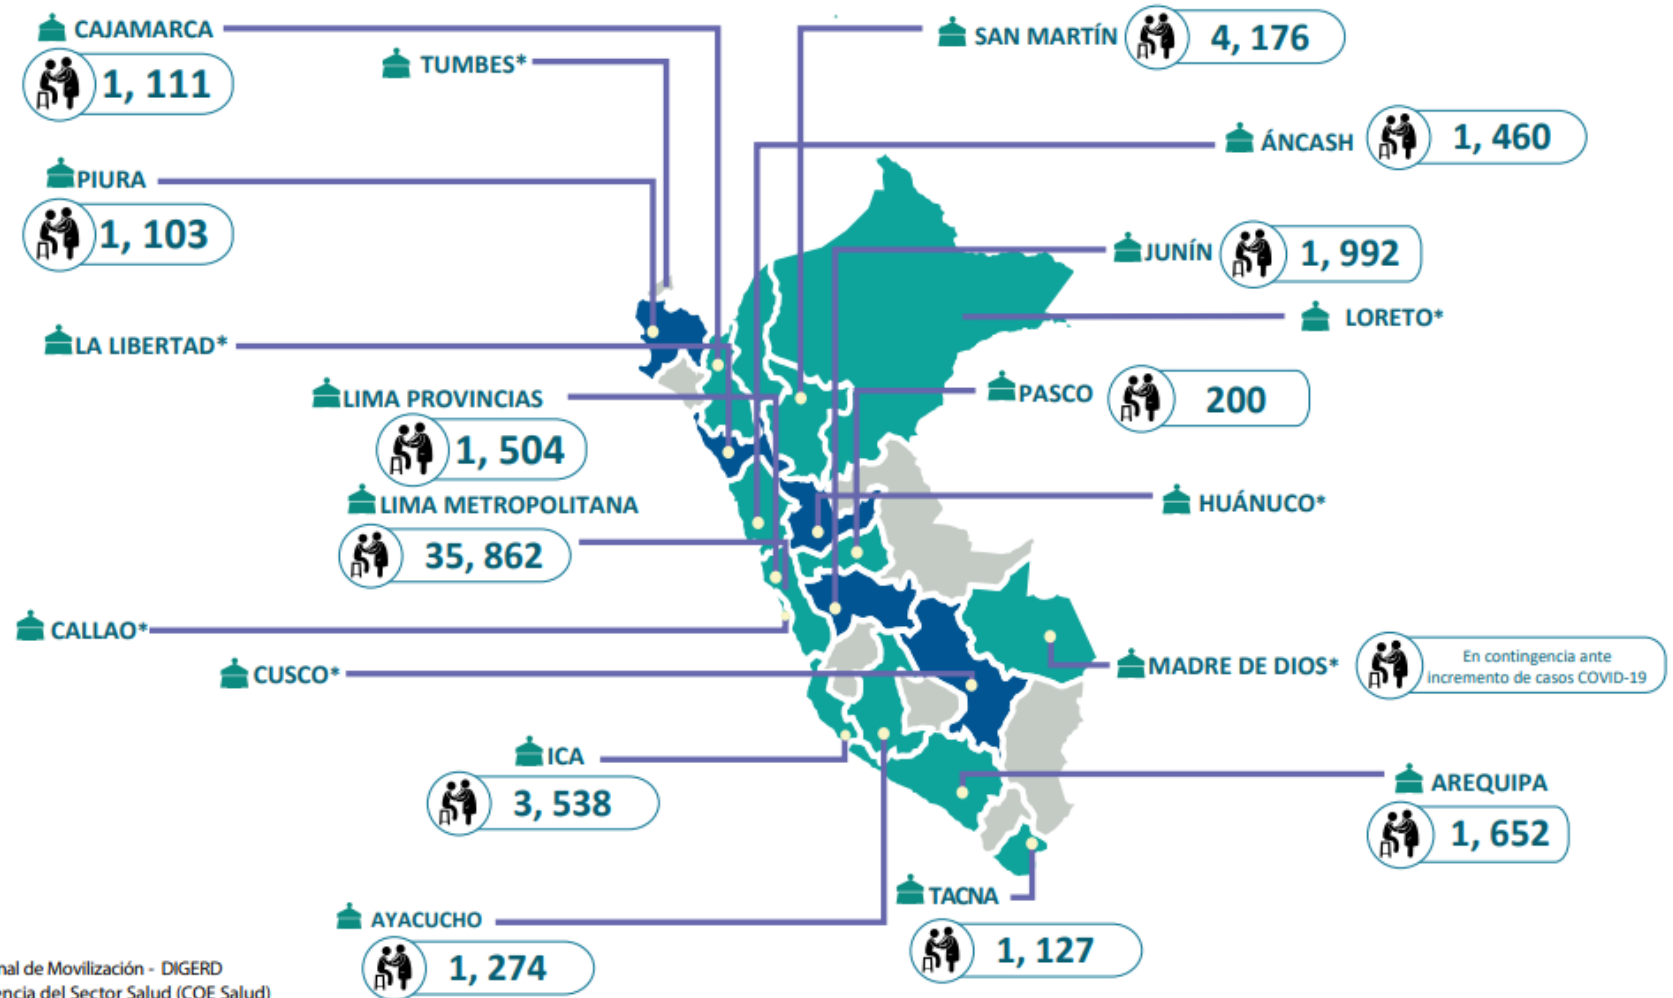 CAJAMARCA
1, 111
TUMBES*
SAN MARTÍN
4, 176
ÁNCASH
1, 460
PIURA
1, 103
JUNÍN
1, 992
LORETO*
LA LIBERTAD*
LIMA PROVINCIAS
1, 504
PASCO
200
LIMA METROPOLITANA
35, 862
HUÁNUCO*
CALLAO*
CUSCO*
MADRE DE DIOS*
En contingencia ante
incremento de casos COVID-19
ICA
3, 538
AREQUIPA
1, 652
TACNA
1, 127
AYACUCHO
1, 274
de Movilización - DIGERD
del Sector Salud (COE Salud)